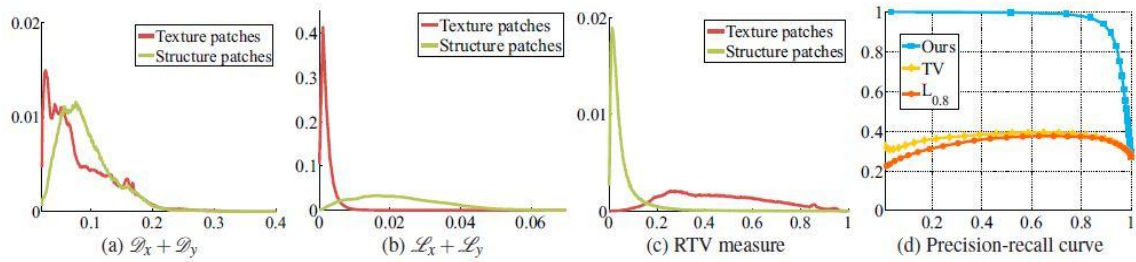 0.02
0.01
0
0.1
0.2
0.3
0.4
Texture patches
Structure patches
(a) 𝒟x + 𝒟y
0.4
0.3
0.2
0.1
0
0.02
0.04
0.06
Texture patches
Structure patches
(b) ℒx + ℒy
0.02
0.01
0
0
0.2
0.4
0.6
0.8
1
Texture patches
Structure patches
(c) RTV measure
1
0.8
0.6
0.4
0.2
0
0.2
0.4
0.6
0.8
1
Ours
TV
L0.8
(d) Precision-recall curve